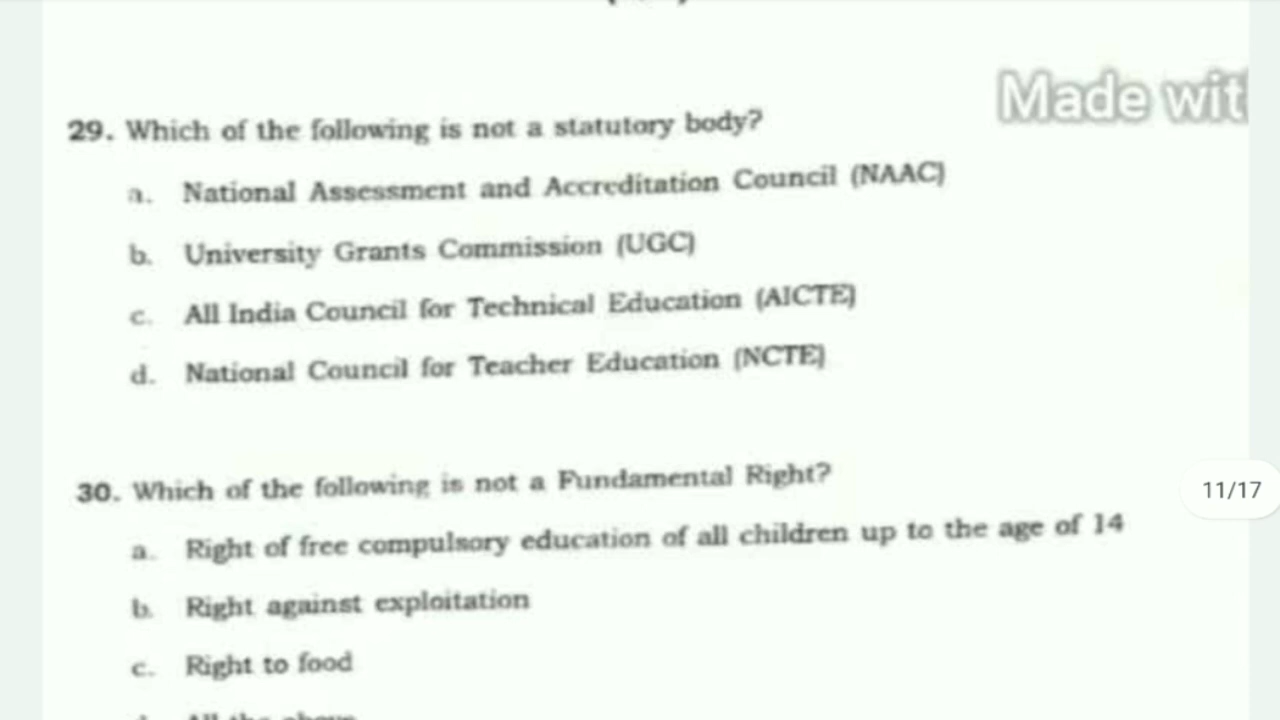 Made wit
29. Which of the following is not a statutory body?
a. National Assessment and Accreditation Council (NAAC)
b. University Grants Commission (UGC)
c. All India Council for Technical Education (AICTE)
d. National Council for Teacher Education (NCTE)
30. Which of the following is not a Fundamental Right?
11/17
a. Right of free compulsory education of all children up to the age of 14
b. Right against exploitation
c. Right to food
All the above